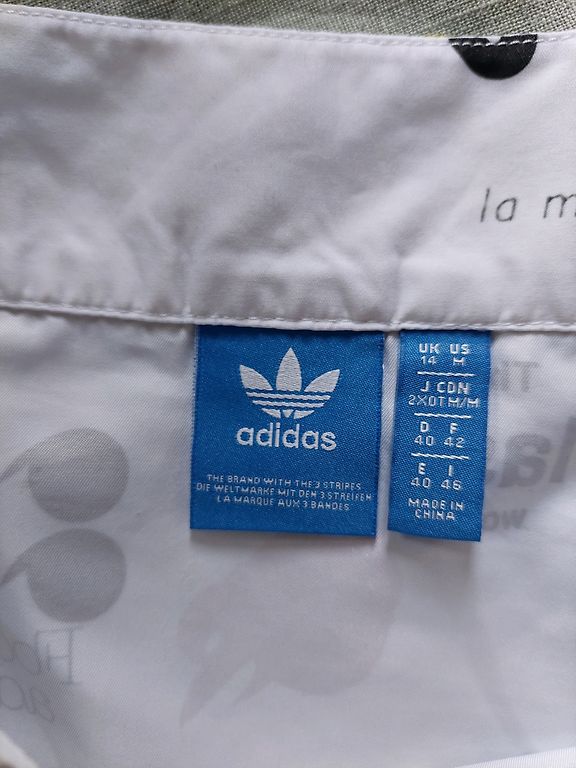 la m
adidas
THE BRAND WITH THE 3 STRIPES
DIE WELTMARKE MIT DEN 3 STREIFEN
LA MARQUE AUX 3 BANDES
UK US
14 M
J CDN
2XOT M/M
D F
40 42
E I
40 46
MADE IN
CHINA